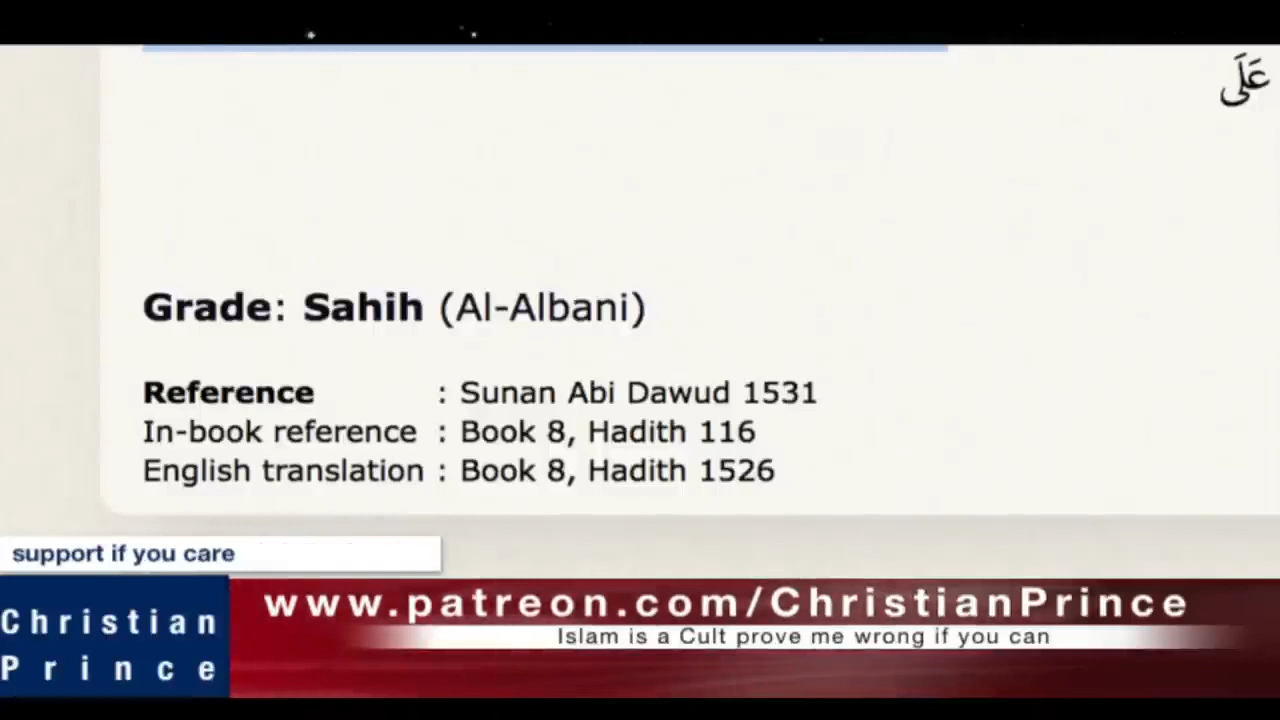 عَلَى
Grade: Sahih (Al-Albani)
Reference : Sunan Abi Dawud 1531
In-book reference : Book 8, Hadith 116
English translation : Book 8, Hadith 1526
support if you care
Christian
Prince
www.patreon.com/ChristianPrince
Islam is a Cult prove me wrong if you can